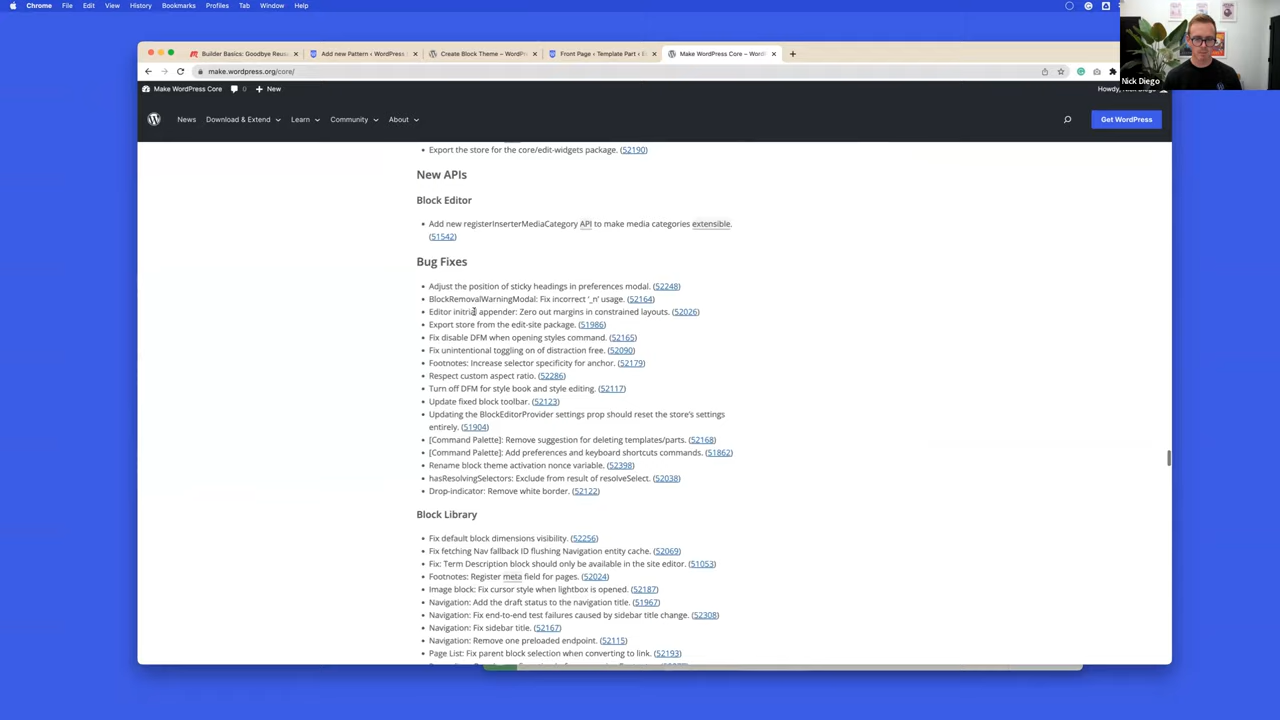 Chrome File Edit View History Bookmarks Profiles Tab Window Help
Builder Basics: Goodbye Reus
Add new Pattern ‹ WordPress
Create Block Theme – WordPr
Front Page ‹ Template Part ‹ E
Make WordPress Core – WordP
make.wordpress.org/core/
Nick Diego
Make WordPress Core 0 New
Howdy,
News Download & Extend Learn Community About
Get WordPress
Export the store for the core/edit-widgets package. (52190)
New APIs
Block Editor
Add new registerInserterMediaCategory API to make media categories extensible.
(51542)
Bug Fixes
Adjust the position of sticky headings in preferences modal. (52248)
BlockRemovalWarningModal: Fix incorrect ‘_n’ usage. (52164)
Editor initial appender: Zero out margins in constrained layouts. (52026)
Export store from the edit-site package. (51986)
Fix disable DFM when opening styles command. (52165)
Fix unintentional toggling on of distraction free. (52090)
Footnotes: Increase selector specificity for anchor. (52179)
Respect custom aspect ratio. (52286)
Turn off DFM for style book and style editing. (52117)
Update fixed block toolbar. (52123)
Updating the BlockEditorProvider settings prop should reset the store’s settings
entirely. (51904)
[Command Palette]: Remove suggestion for deleting templates/parts. (52168)
[Command Palette]: Add preferences and keyboard shortcuts commands. (51862)
Rename block theme activation nonce variable. (52398)
hasResolvingSelectors: Exclude from result of resolveSelect. (52038)
Drop-indicator: Remove white border. (52122)
Block Library
Fix default block dimensions visibility. (52256)
Fix fetching Nav fallback ID flushing Navigation entity cache. (52069)
Fix: Term Description block should only be available in the site editor. (51053)
Footnotes: Register meta field for pages. (52024)
Image block: Fix cursor style when lightbox is opened. (52187)
Navigation: Add the draft status to the navigation title. (51967)
Navigation: Fix end-to-end test failures caused by sidebar title change. (52308)
Navigation: Fix sidebar title. (52167)
Navigation: Remove one preloaded endpoint. (52115)
Page List: Fix parent block selection when converting to link. (52193)